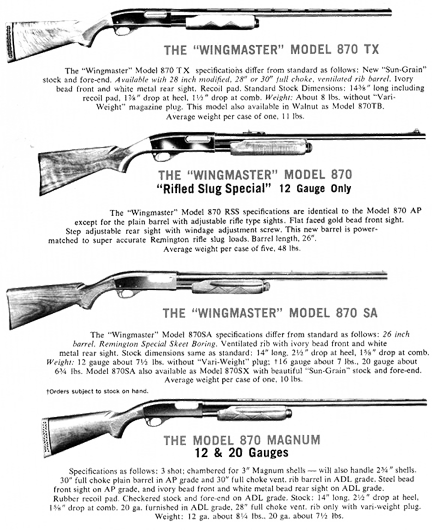 THE "WINGMASTER" MODEL 870 TX
The "Wingmaster" Model 870 TX specifications differ from standard as follows: New "Sun-Grain"
stock and fore-end. Available with 28 inch modified, 28" or 30" full choke, ventilated rib barrel. Ivory
bead front and white metal rear sight. Recoil pad. Standard Stock Dimensions: 14⅜" long including
recoil pad, 1⅞" drop at heel, 1½" drop at comb. Weight: About 8 lbs. without "Vari-
Weight" magazine plug. This model also available in Walnut as Model 870TB.
Average weight per case of one, 11 lbs.
THE "WINGMASTER" MODEL 870
"Rifled Slug Special" 12 Gauge Only
The "Wingmaster" Model 870 RSS specifications are identical to the Model 870 AP
except for the plain barrel with adjustable rifle type sights. Flat faced gold bead front sight.
Step adjustable rear sight with windage adjustment screw. This new barrel is power-
matched to super accurate Remington rifle slug loads. Barrel length, 26".
Average weight per case of five, 48 lbs.
THE "WINGMASTER" MODEL 870 SA
The "Wingmaster" Model 870SA specifications differ from standard as follows: 26 inch
barrel. Remington Special Skeet Boring. Ventilated rib with ivory bead front and white
metal rear sight. Stock dimensions same as standard: 14" long, 2½" drop at heel, 1⅝" drop at comb.
Weight: 12 gauge about 7½ lbs. without "Vari-Weight" plug; †16 gauge about 7 lbs., 20 gauge about
6¾ lbs. Model 870SA also available as Model 870SX with beautiful "Sun-Grain" stock and fore-end.
Average weight per case of one, 10 lbs.
†Orders subject to stock on hand.
THE MODEL 870 MAGNUM
12 & 20 Gauges
Specifications as follows: 3 shot; chambered for 3" Magnum shells — will also handle 2¾" shells.
30" full choke plain barrel in AP grade and 30" full choke vent. rib barrel in ADL grade. Steel bead
front sight on AP grade, and ivory bead front and white metal bead rear sight on ADL grade.
Rubber recoil pad. Checkered stock and fore-end on ADL grade. Stock: 14" long, 2½" drop at heel,
1⅝" drop at comb. 20 ga. furnished in ADL grade, 28" full choke vent. rib only with vari-weight plug.
Weight: 12 ga. about 8¼ lbs., 20 ga. about 7½ lbs.